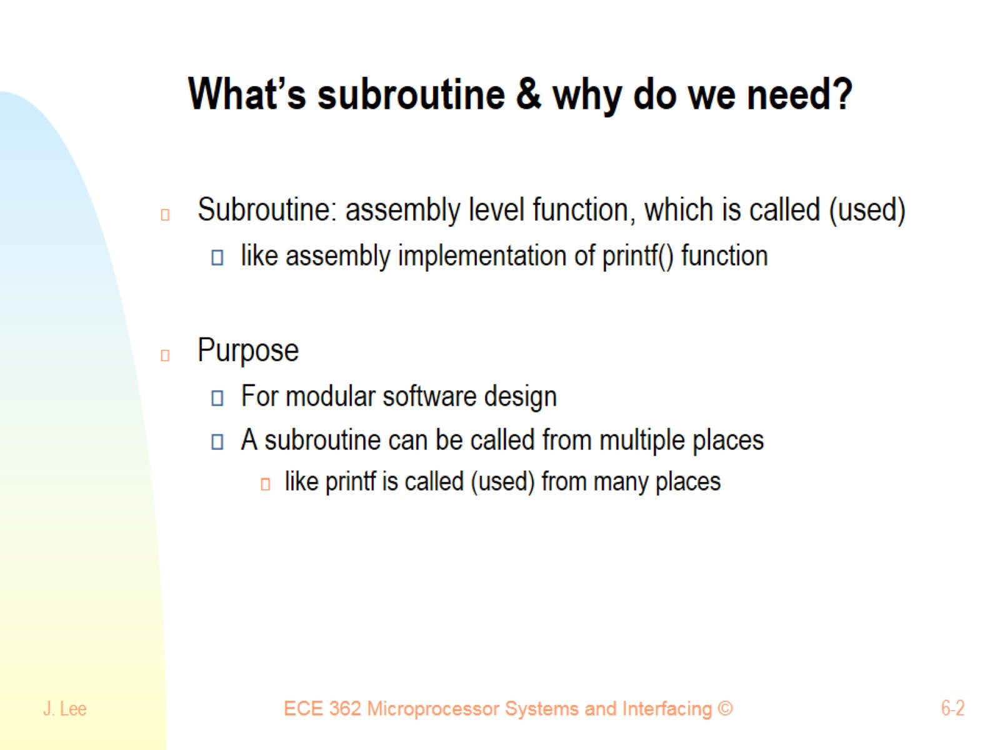 What’s subroutine & why do we need?
Subroutine: assembly level function, which is called (used)
like assembly implementation of printf() function
Purpose
For modular software design
A subroutine can be called from multiple places
like printf is called (used) from many places
J. Lee
ECE 362 Microprocessor Systems and Interfacing ©
6-2